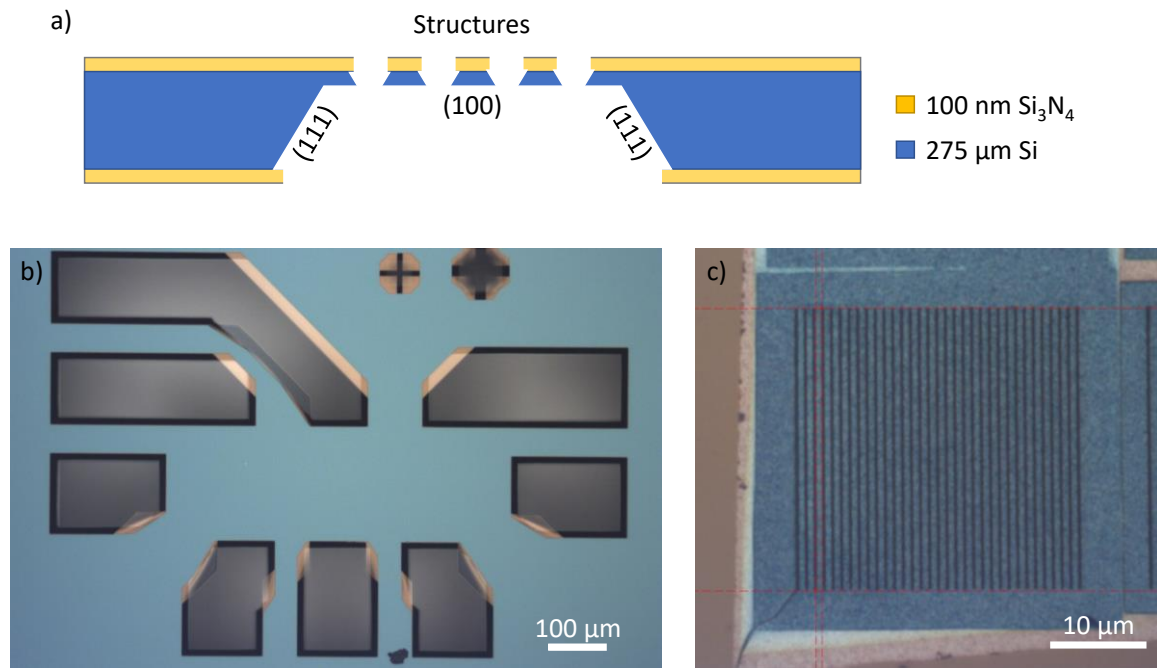 a)
Structures
(111)
(100)
(111)
100 nm Si₃N₄
275 μm Si
b)
100 μm
c)
10 μm